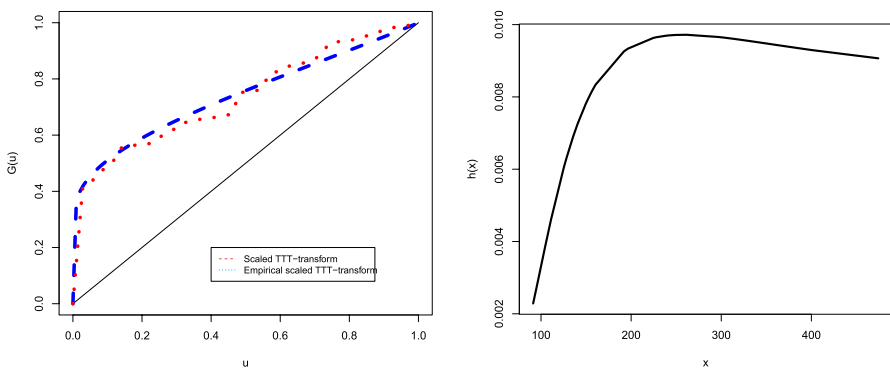 1.0
0.8
0.6
0.4
0.2
0.0
G(u)
Scaled TTT−transform
Empirical scaled TTT−transform
0.0 0.2 0.4 0.6 0.8 1.0
u
0.010
0.008
0.006
0.004
0.002
h(x)
100 200 300 400
x